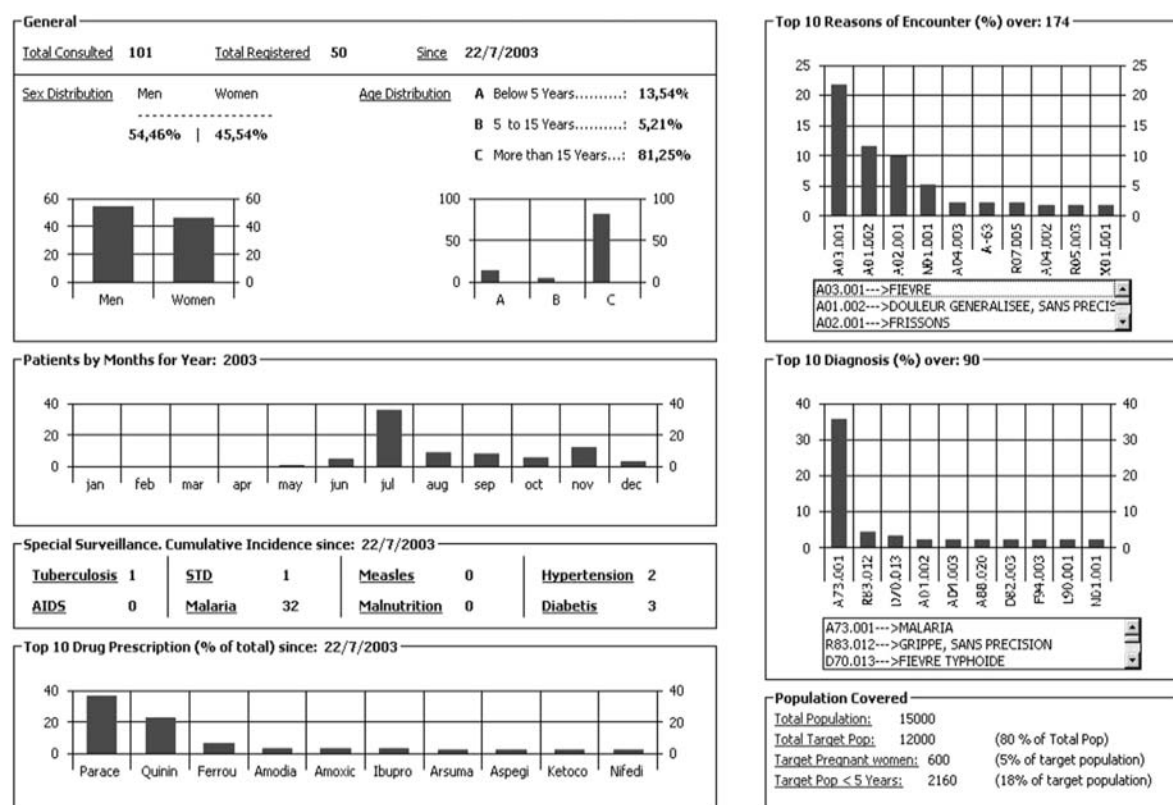 General
Total Consulted 101 Total Registered 50 Since 22/7/2003
Sex Distribution Men Women
54,46% | 45,54%
Age Distribution A Below 5 Years..........: 13,54%
B 5 to 15 Years............: 5,21%
C More than 15 Years...: 81,25%
60 60
40 40
20 20
0 0
Men Women
100 100
50 50
0 0
A B C
Patients by Months for Year: 2003
40 40
20 20
0 0
jan feb mar apr may jun jul aug sep oct nov dec
Special Surveillance. Cumulative Incidence since: 22/7/2003
Tuberculosis 1 STD 1 Measles 0 Hypertension 2
AIDS 0 Malaria 32 Malnutrition 0 Diabetis 3
Top 10 Drug Prescription (% of total) since: 22/7/2003
40 40
20 20
0 0
Parace Quinin Ferrou Amodia Amoxic Ibupro Arsuma Aspegi Ketoco Nifedi
Top 10 Reasons of Encounter (%) over: 174
25 25
20 20
15 15
10 10
5 5
0 0
A03.001 A01.002 A02.001 N01.001 A04.003 A-63 R07.005 A04.002 R05.003 X01.001
A03.001--->FIEVRE
A01.002--->DOULEUR GENERALISEE, SANS PRECIS
A02.001--->FRISSONS
Top 10 Diagnosis (%) over: 90
40 40
30 30
20 20
10 10
0 0
A73.001 R83.012 D70.013 A01.002 A88.020 D82.003 F94.003 L90.001 N01.001
A73.001--->MALARIA
R83.012--->GRIPPE, SANS PRECISION
D70.013--->FIEVRE TYPHOIDE
Population Covered
Total Population: 15000
Total Target Pop: 12000 (80 % of Total Pop)
Target Pregnant women: 600 (5% of target population)
Target Pop < 5 Years: 2160 (18% of target population)